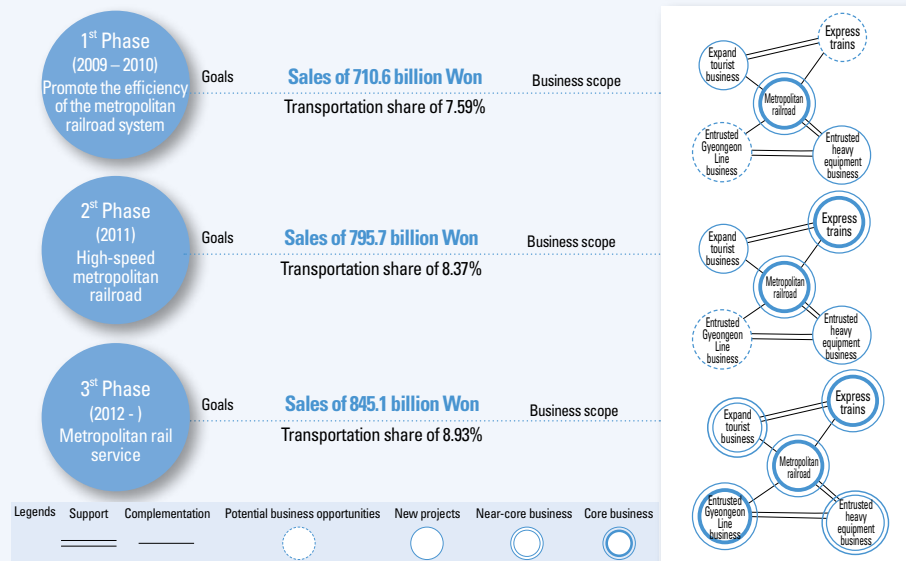 1st Phase
(2009 – 2010)
Promote the efficiency
of the metropolitan
railroad system
Goals
Sales of 710.6 billion Won
Transportation share of 7.59%
Business scope
Express
trains
Expand
tourist
business
Metropolitan
railroad
Entrusted
Gyeongeon
Line
business
Entrusted
heavy
equipment
business
2st Phase
(2011)
High-speed
metropolitan
railroad
Goals
Sales of 795.7 billion Won
Transportation share of 8.37%
Business scope
Express
trains
Expand
tourist
business
Metropolitan
railroad
Entrusted
Gyeongeon
Line
business
Entrusted
heavy
equipment
business
3st Phase
(2012 - )
Metropolitan rail
service
Goals
Sales of 845.1 billion Won
Transportation share of 8.93%
Business scope
Express
trains
Expand
tourist
business
Metropolitan
railroad
Entrusted
Gyeongeon
Line
business
Entrusted
heavy
equipment
business
Legends
Support
Complementation
Potential business opportunities
New projects
Near-core business
Core business